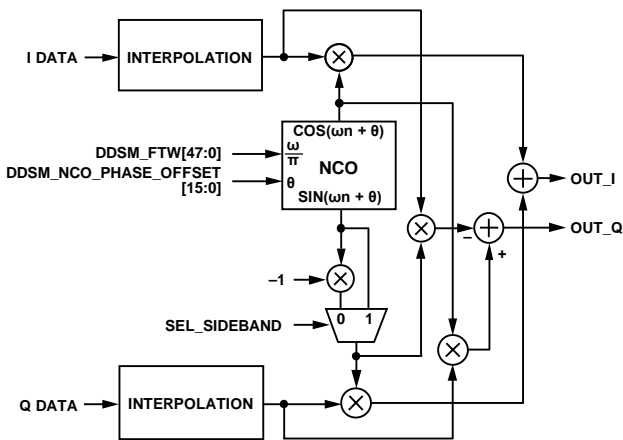 I DATA
INTERPOLATION
COS(ωn + θ)
DDSM_FTW[47:0]
ω
π
NCO
DDSM_NCO_PHASE_OFFSET
[15:0]
θ
SIN(ωn + θ)
OUT_I
OUT_Q
–
+
–1
0 1
SEL_SIDEBAND
Q DATA
INTERPOLATION